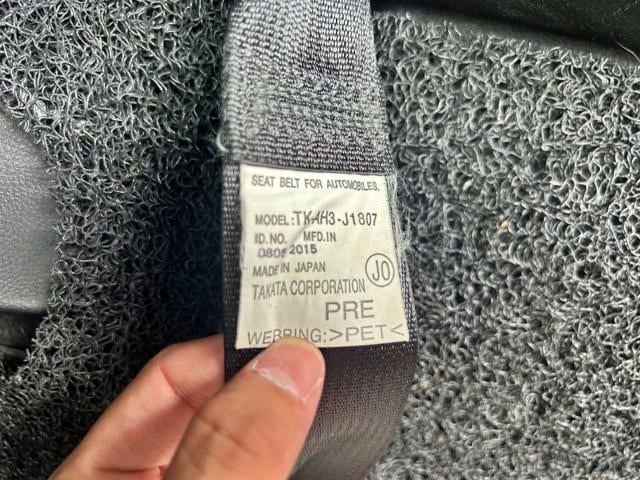 SEAT BELT FOR AUTOMOBILES.
MODEL:TKAH3-J1807
ID.NO. MFD.IN
0805 2015
MADE IN JAPAN
JO
TAKATA CORPORATION
PRE
WEBBING:>PET<